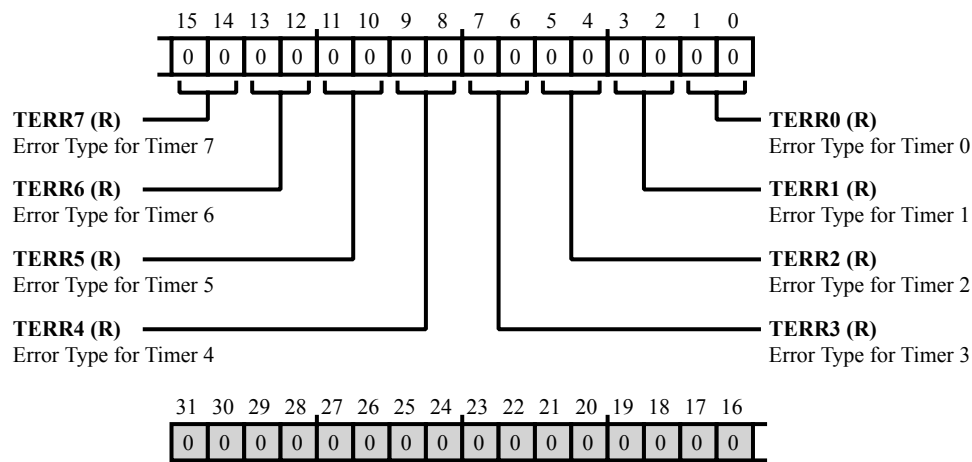 15 14 13 12 11 10 9 8 7 6 5 4 3 2 1 0
0 0 0 0 0 0 0 0 0 0 0 0 0 0 0 0
TERR7 (R)
Error Type for Timer 7
TERR0 (R)
Error Type for Timer 0
TERR6 (R)
Error Type for Timer 6
TERR1 (R)
Error Type for Timer 1
TERR5 (R)
Error Type for Timer 5
TERR2 (R)
Error Type for Timer 2
TERR4 (R)
Error Type for Timer 4
TERR3 (R)
Error Type for Timer 3
31 30 29 28 27 26 25 24 23 22 21 20 19 18 17 16
0 0 0 0 0 0 0 0 0 0 0 0 0 0 0 0